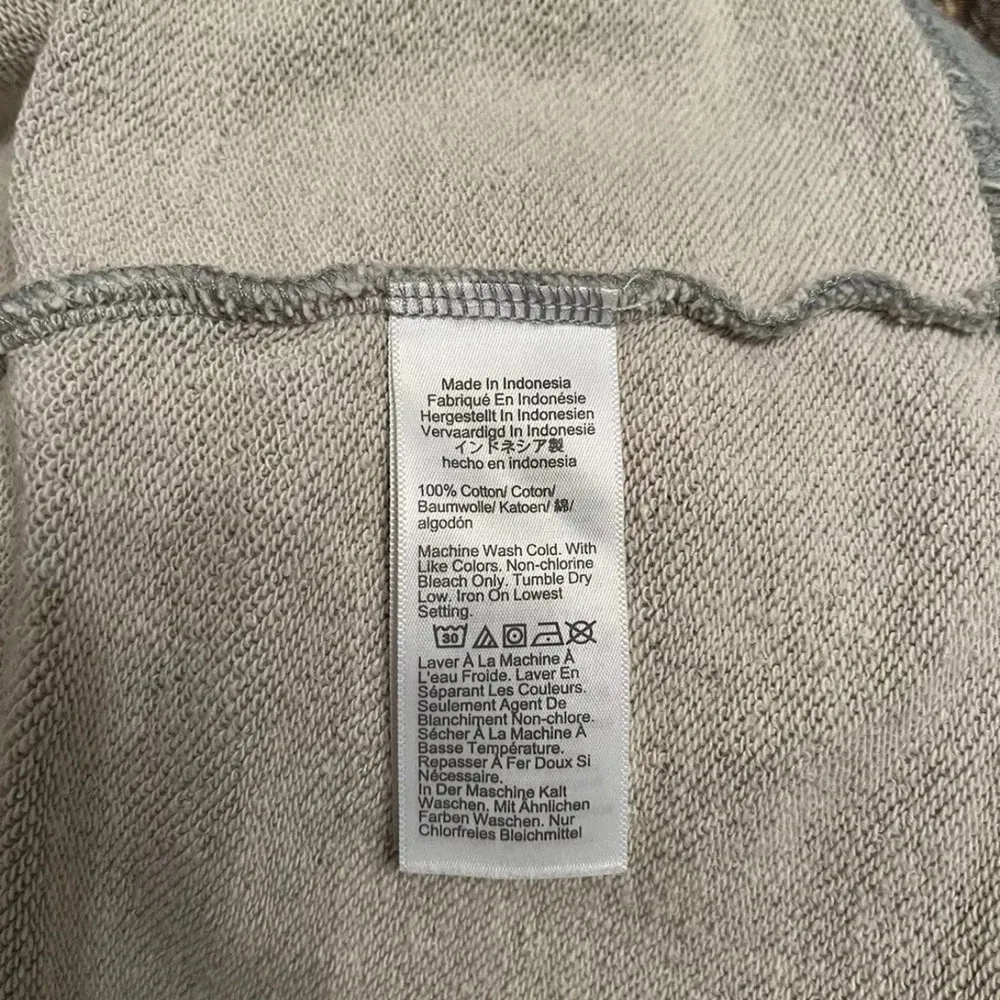 Made In Indonesia
Fabriqué En Indonésie
Hergestellt In Indonesien
Vervaardigd In Indonesië
インドネシア製
hecho en indonesia
100% Cotton/ Coton/
Baumwolle/ Katoen/ 綿/
algodón
Machine Wash Cold. With
Like Colors. Non-chlorine
Bleach Only. Tumble Dry
Low. Iron On Lowest
Setting.
30
Laver À La Machine À
L'eau Froide. Laver En
Séparant Les Couleurs.
Seulement Agent De
Blanchiment Non-chlore.
Sécher À La Machine À
Basse Température.
Repasser À Fer Doux Si
Nécessaire.
In Der Maschine Kalt
Waschen. Mit Ähnlichen
Farben Waschen. Nur
Chlorfreies Bleichmittel